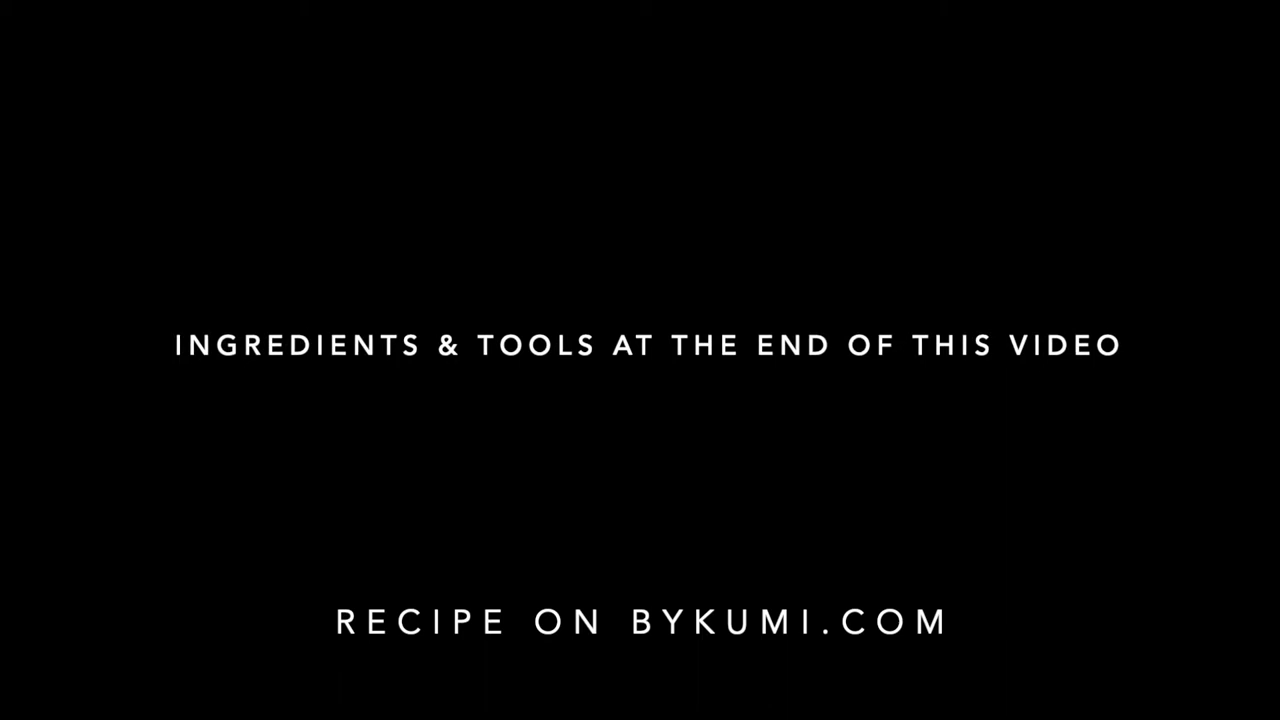 INGREDIENTS & TOOLS AT THE END OF THIS VIDEO
RECIPE ON BYKUMI.COM